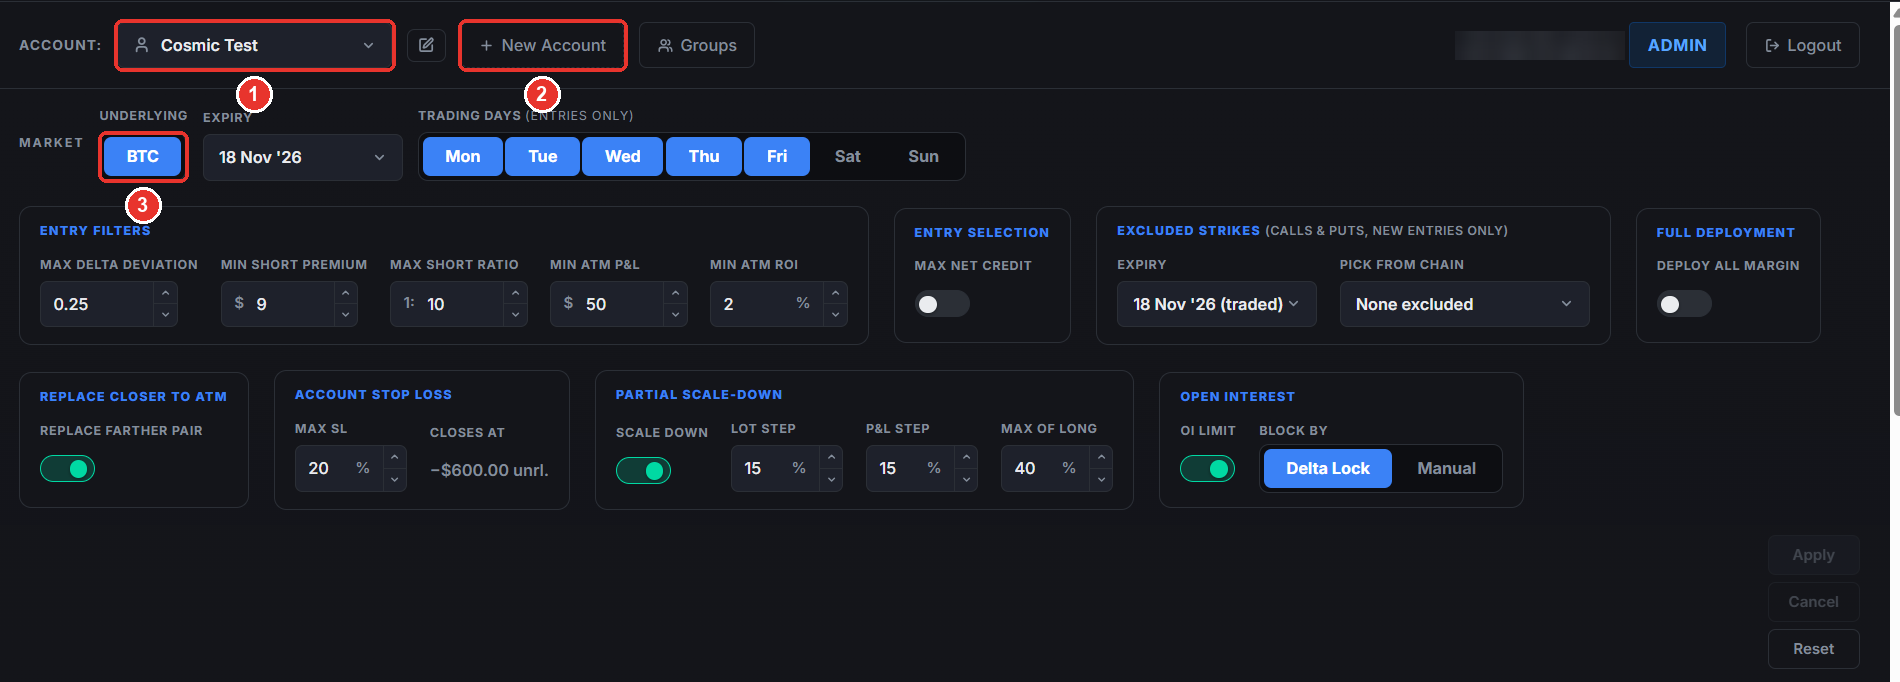 ACCOUNT: Cosmic Test + New Account Groups ADMIN Logout
1 2
UNDERLYING EXPIRY TRADING DAYS (ENTRIES ONLY)
MARKET BTC 18 Nov '26 Mon Tue Wed Thu Fri Sat Sun
3
ENTRY FILTERS
MAX DELTA DEVIATION MIN SHORT PREMIUM MAX SHORT RATIO MIN ATM P&L MIN ATM ROI
0.25 $ 9 1: 10 $ 50 2 %
ENTRY SELECTION
MAX NET CREDIT
EXCLUDED STRIKES (CALLS & PUTS, NEW ENTRIES ONLY)
EXPIRY PICK FROM CHAIN
18 Nov '26 (traded) None excluded
FULL DEPLOYMENT
DEPLOY ALL MARGIN
REPLACE CLOSER TO ATM
REPLACE FARTHER PAIR
ACCOUNT STOP LOSS
MAX SL CLOSES AT
20 % −$600.00 unrl.
PARTIAL SCALE-DOWN
SCALE DOWN LOT STEP P&L STEP MAX OF LONG
15 % 15 % 40 %
OPEN INTEREST
OI LIMIT BLOCK BY
Delta Lock Manual
Apply
Cancel
Reset